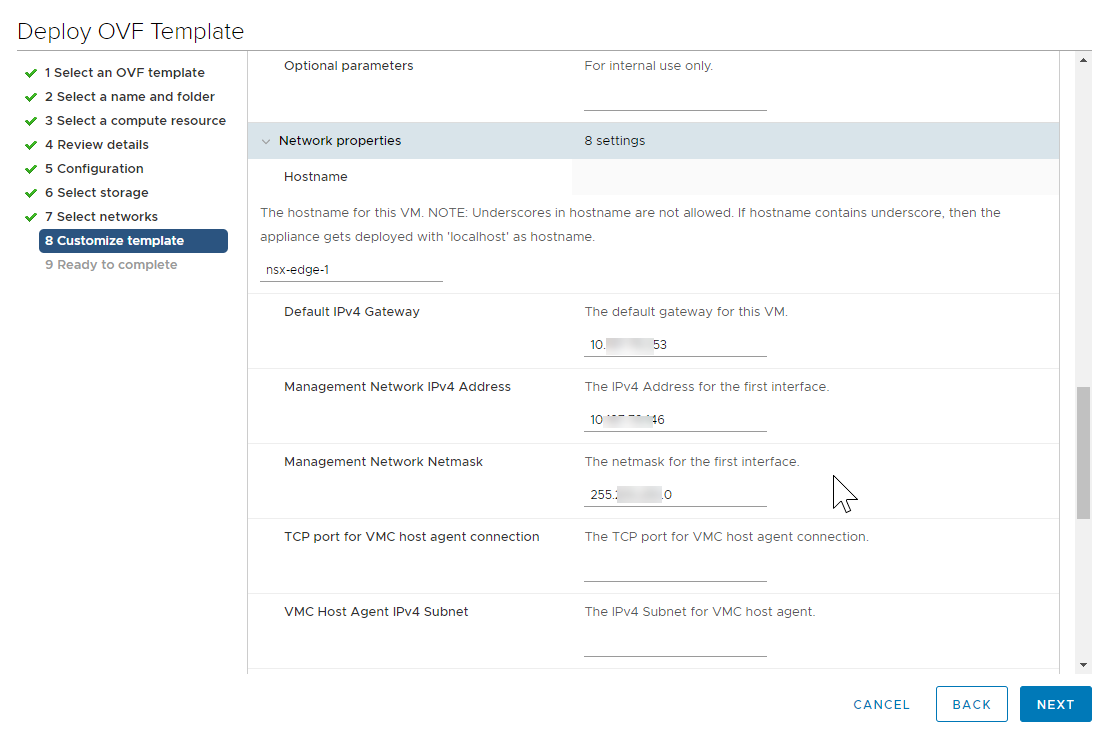 Deploy OVF Template
1 Select an OVF template
2 Select a name and folder
3 Select a compute resource
4 Review details
5 Configuration
6 Select storage
7 Select networks
8 Customize template
9 Ready to complete
Optional parameters
For internal use only.
Network properties
8 settings
Hostname
The hostname for this VM. NOTE: Underscores in hostname are not allowed. If hostname contains underscore, then the
appliance gets deployed with 'localhost' as hostname.
nsx-edge-1
Default IPv4 Gateway
The default gateway for this VM.
10. 53
Management Network IPv4 Address
The IPv4 Address for the first interface.
10 46
Management Network Netmask
The netmask for the first interface.
255. .0
TCP port for VMC host agent connection
The TCP port for VMC host agent connection.
VMC Host Agent IPv4 Subnet
The IPv4 Subnet for VMC host agent.
CANCEL
BACK
NEXT